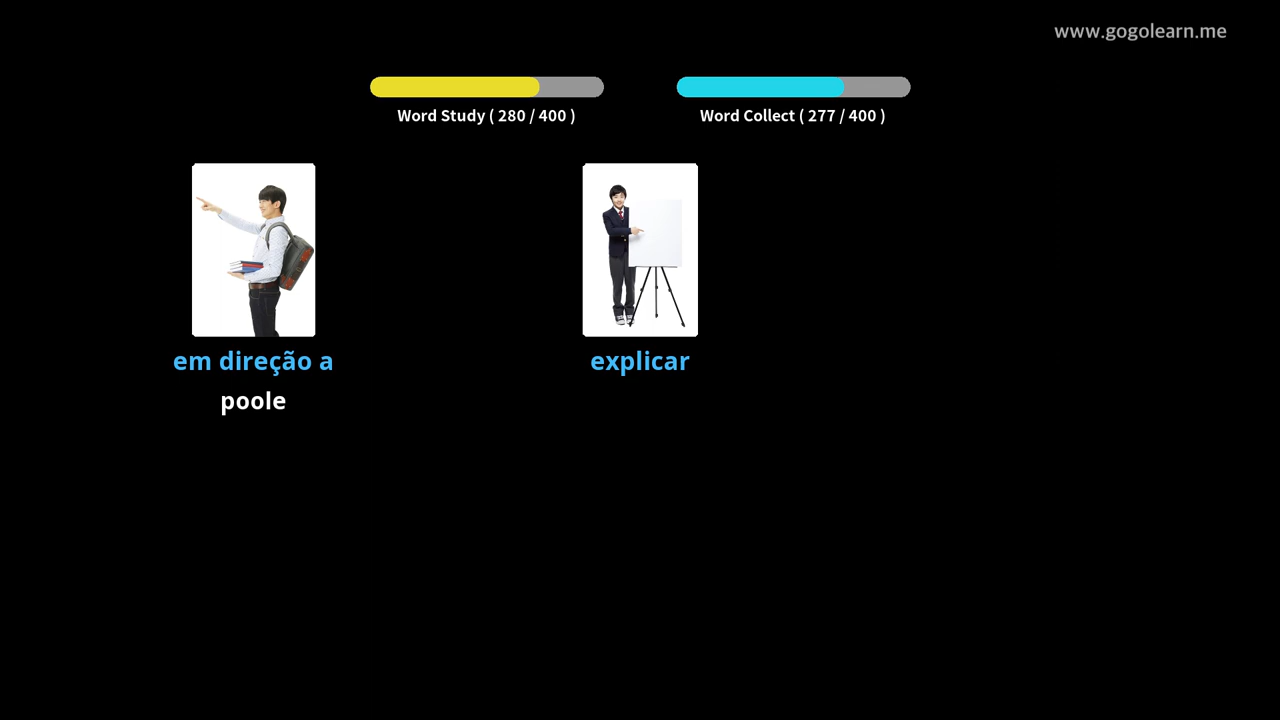 www.gogolearn.me
Word Study ( 280 / 400 )
Word Collect ( 277 / 400 )
em direção a
poole
explicar